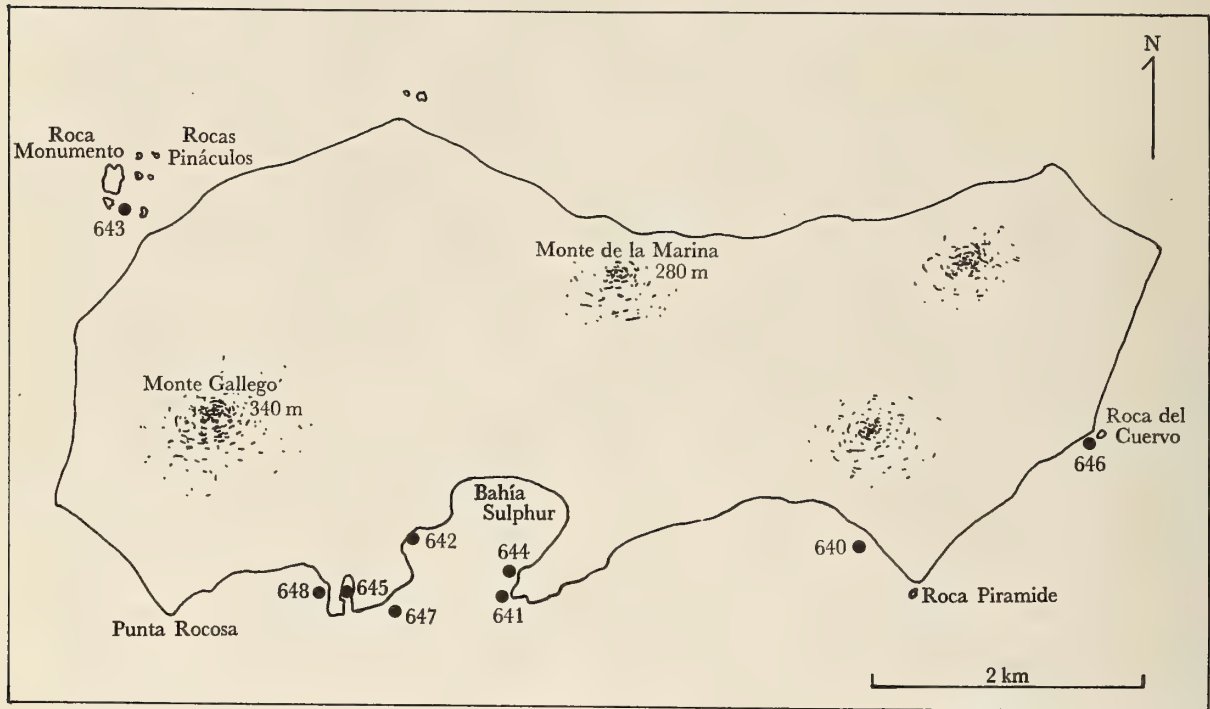 N
Roca
Monumento
Rocas
Pináculos
643
Monte de la Marina
280 m
Monte Gallego
340 m
Roca del
Cuervo
646
Bahía
Sulphur
642
644
640
648
645
647
641
Roca Piramide
Punta Rocosa
2 km